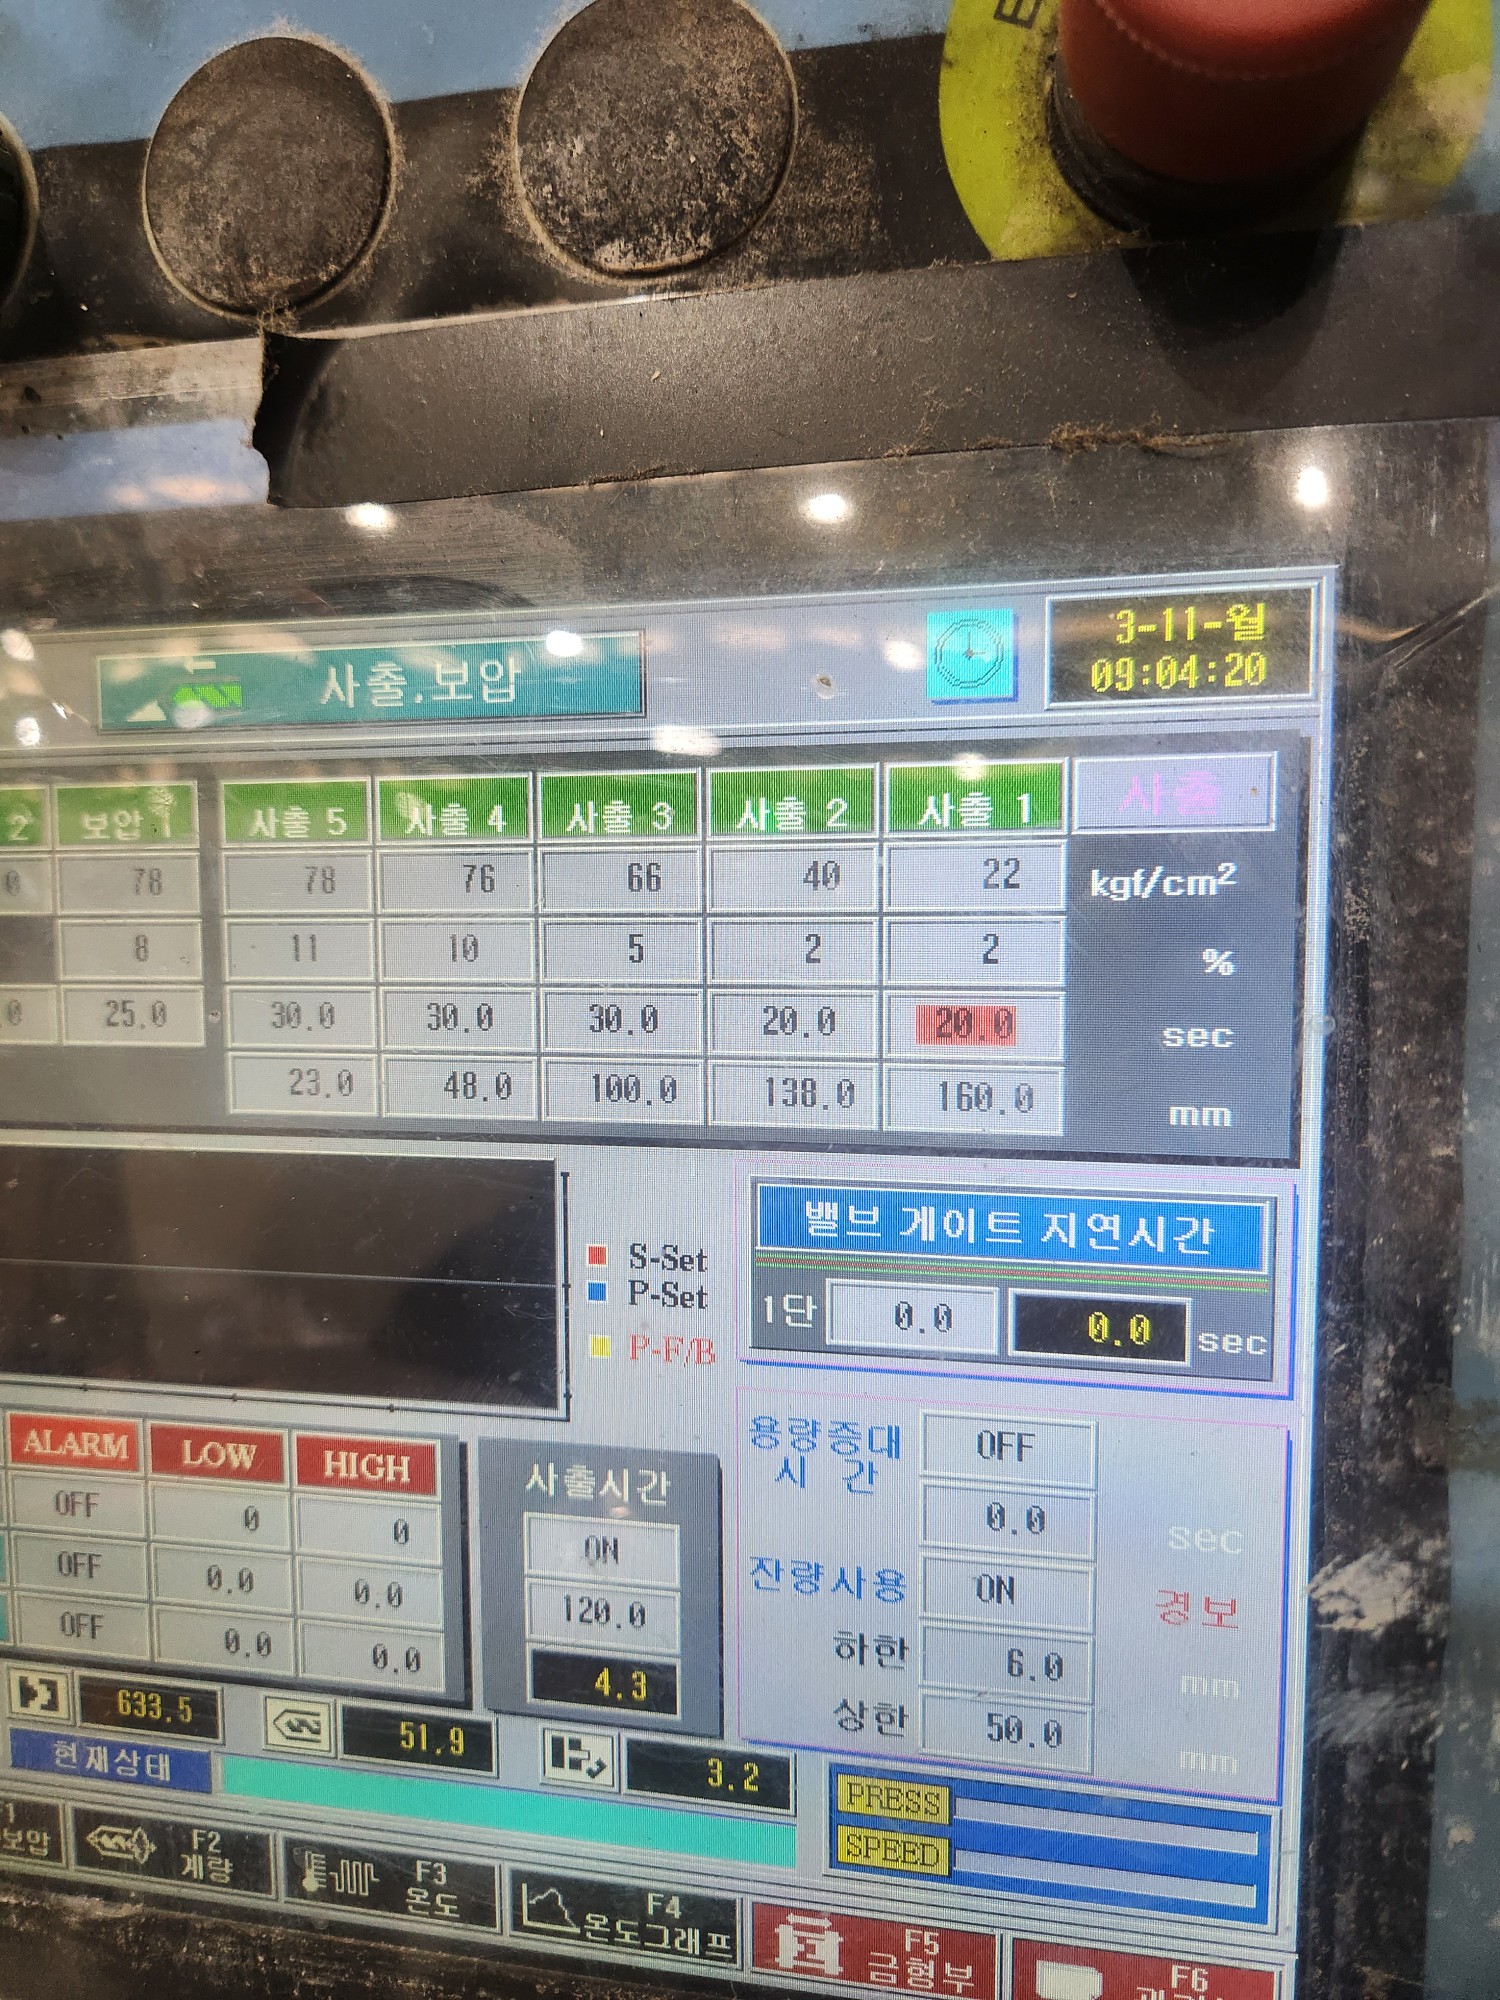 E
3-11-월
사출.보압
09:04:20
2 보압 1 사출 5 사출 4 사출 3 사출 2 사출 1 사출
0 78 78 76 66 40 22 kgf/cm²
8 11 10 5 2 2 %
.0 25.0 30.0 30.0 30.0 20.0 20.0 sec
23.0 48.0 100.0 138.0 160.0 mm
밸브 게이트 지연시간
1단 0.0 0.0 sec
S-Set
P-Set
P-F/B
ALARM LOW HIGH
OFF 0 0
OFF 0.0 0.0
OFF 0.0 0.0
사출시간
ON
120.0
4.3
용량증대 OFF
시 간
0.0 sec
잔량사용 ON 경보
하한 6.0 mm
상한 50.0 mm
633.5 51.9 3.2
현재상태
PRESS
SPEED
보압
F2
계량
F3
온도
F4
온도그래프
F5
금형부
F6